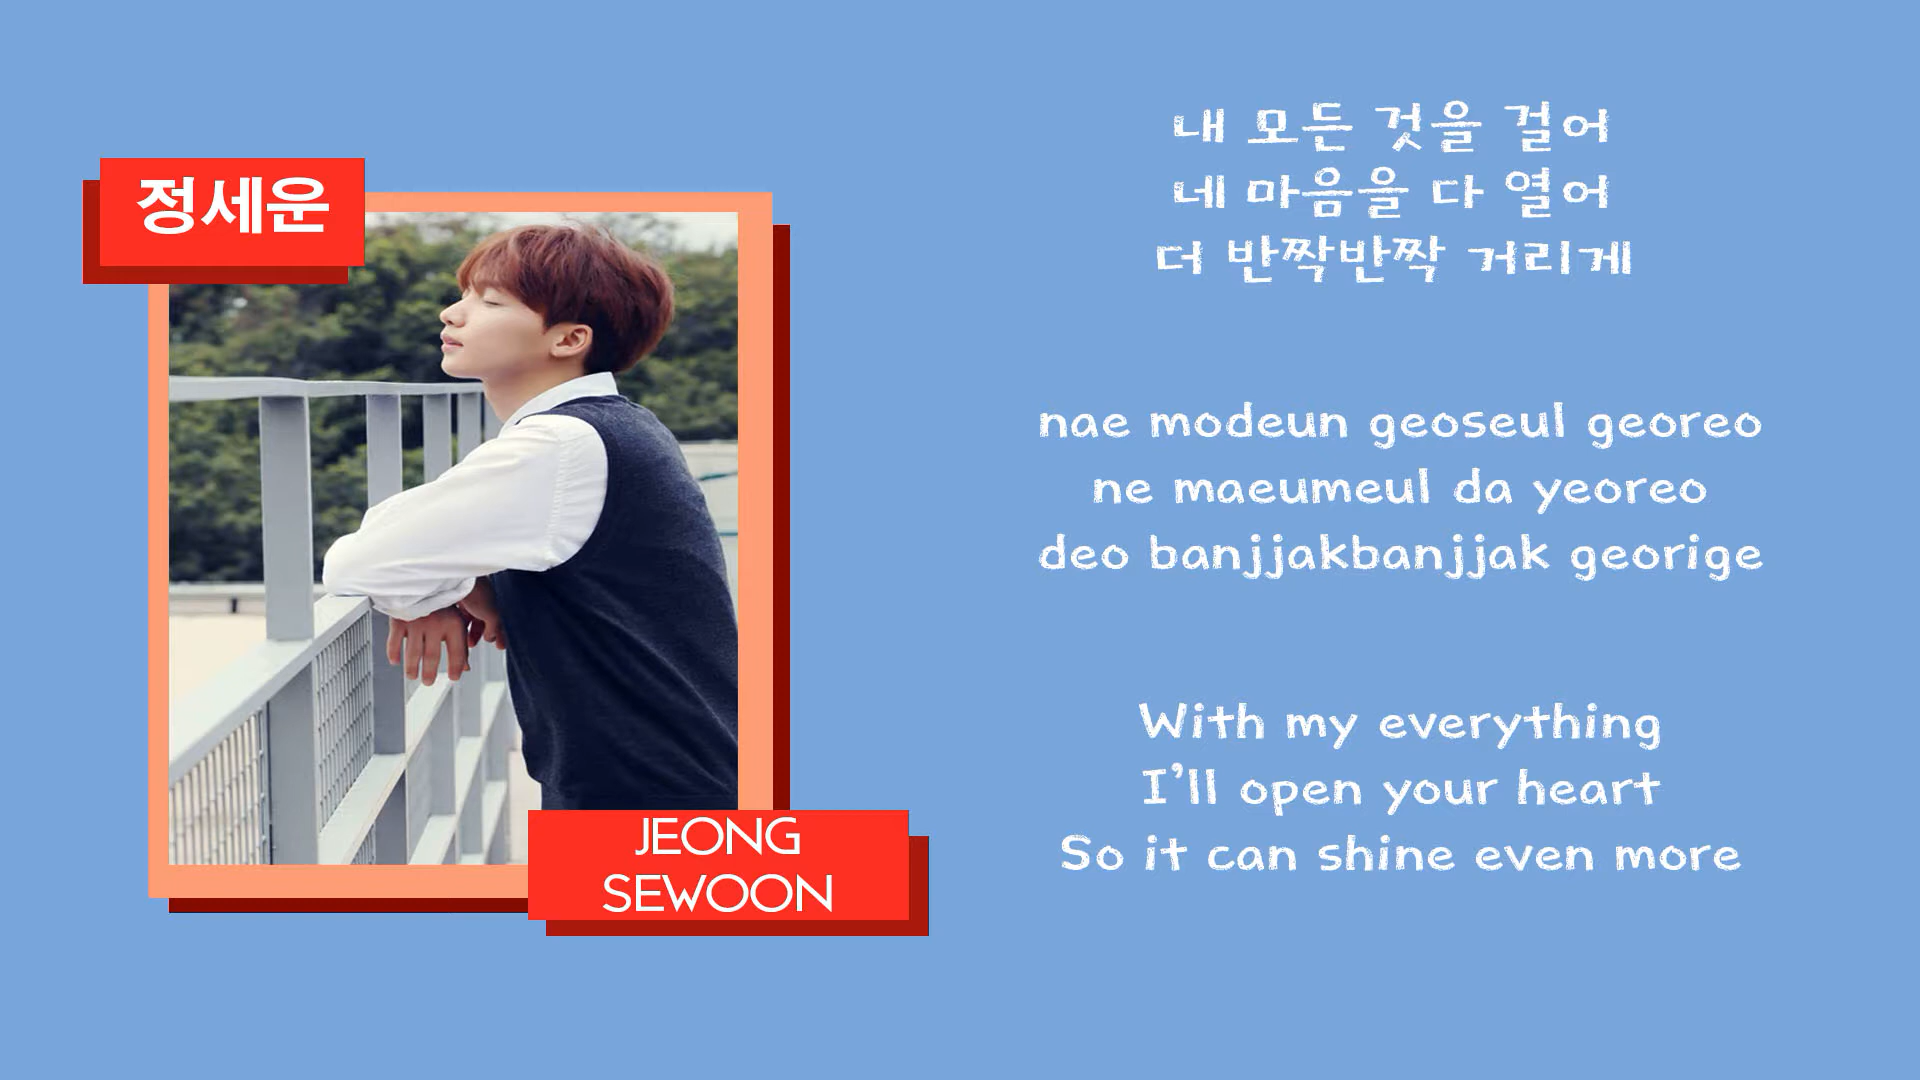 정세운
JEONG
SEWOON
내 모든 것을 걸어
네 마음을 다 열어
더 반짝반짝 거리게
nae modeun geoseul georeo
ne maeumeul da yeoreo
deo banjjakbanjjak georige
With my everything
I’ll open your heart
So it can shine even more